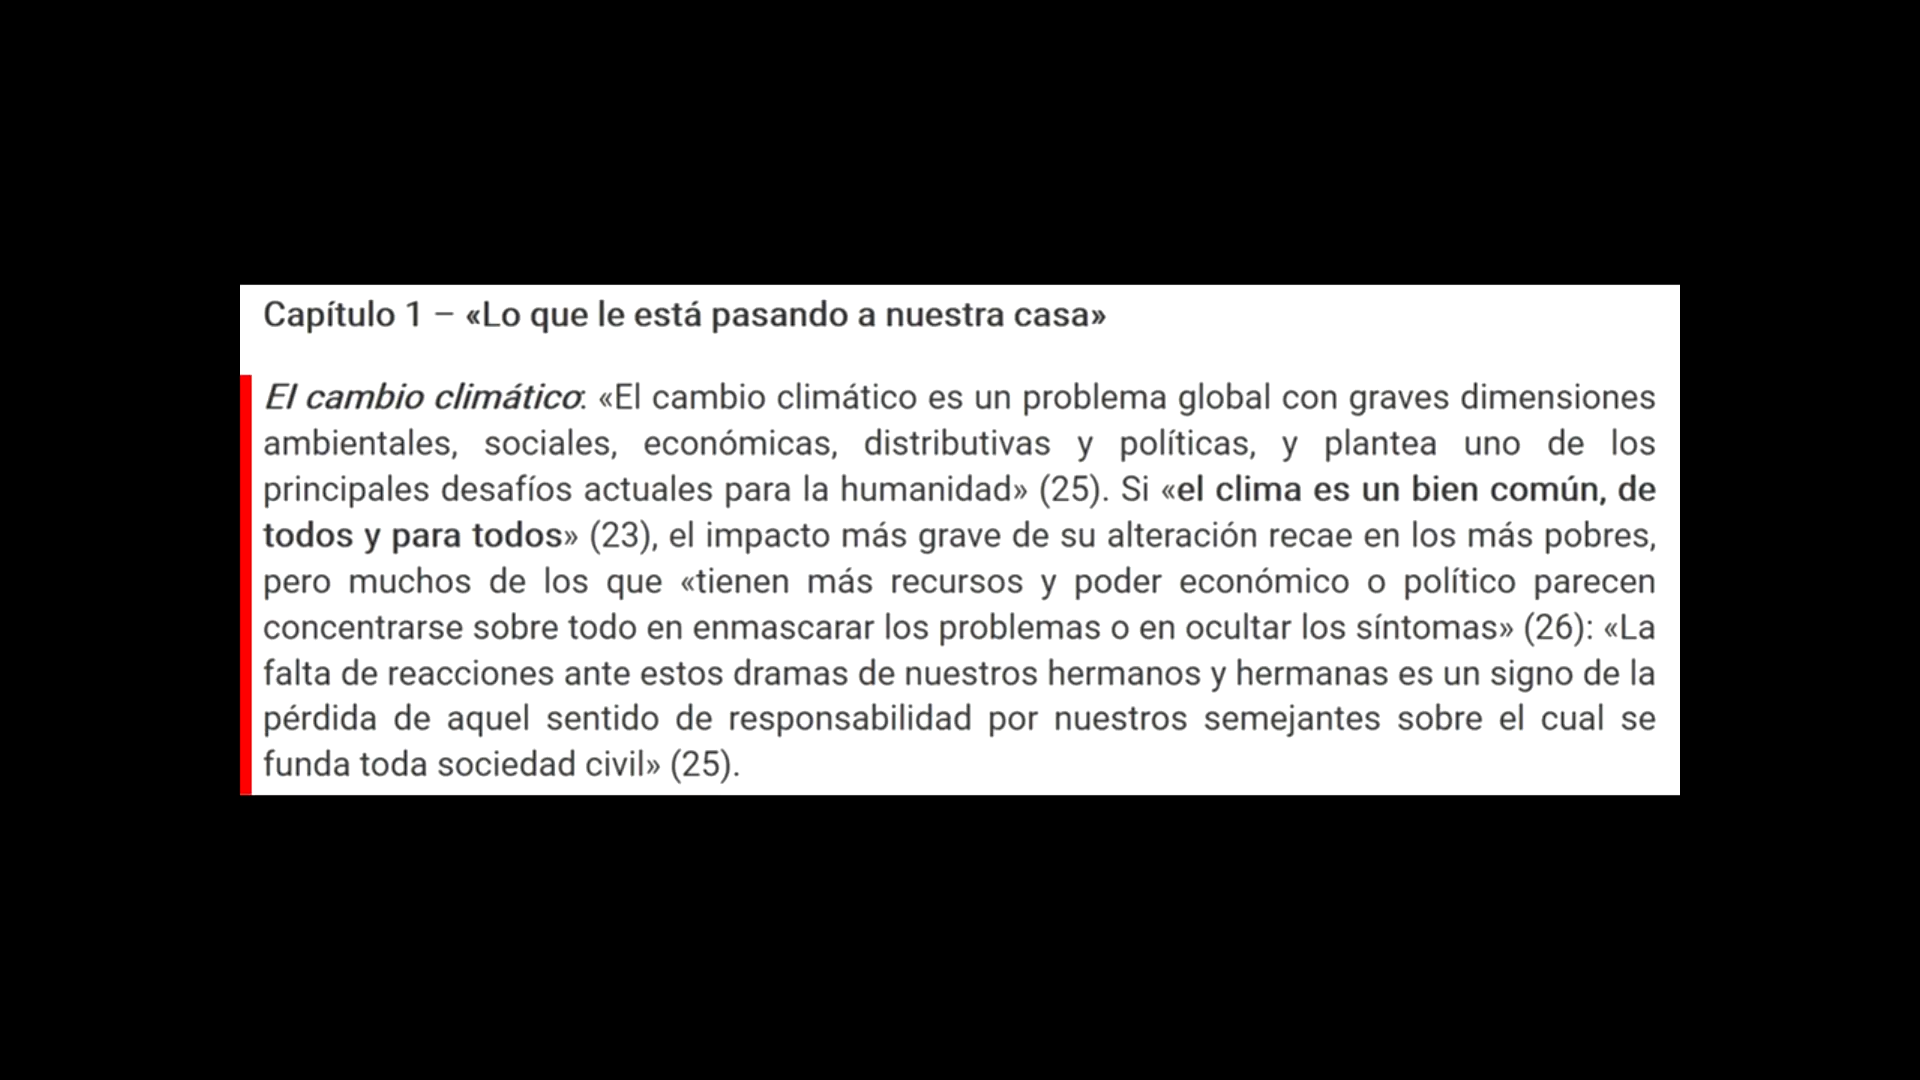 Capítulo 1 – «Lo que le está pasando a nuestra casa»
El cambio climático: «El cambio climático es un problema global con graves dimensiones
ambientales, sociales, económicas, distributivas y políticas, y plantea uno de los
principales desafíos actuales para la humanidad» (25). Si «el clima es un bien común, de
todos y para todos» (23), el impacto más grave de su alteración recae en los más pobres,
pero muchos de los que «tienen más recursos y poder económico o político parecen
concentrarse sobre todo en enmascarar los problemas o en ocultar los síntomas» (26): «La
falta de reacciones ante estos dramas de nuestros hermanos y hermanas es un signo de la
pérdida de aquel sentido de responsabilidad por nuestros semejantes sobre el cual se
funda toda sociedad civil» (25).